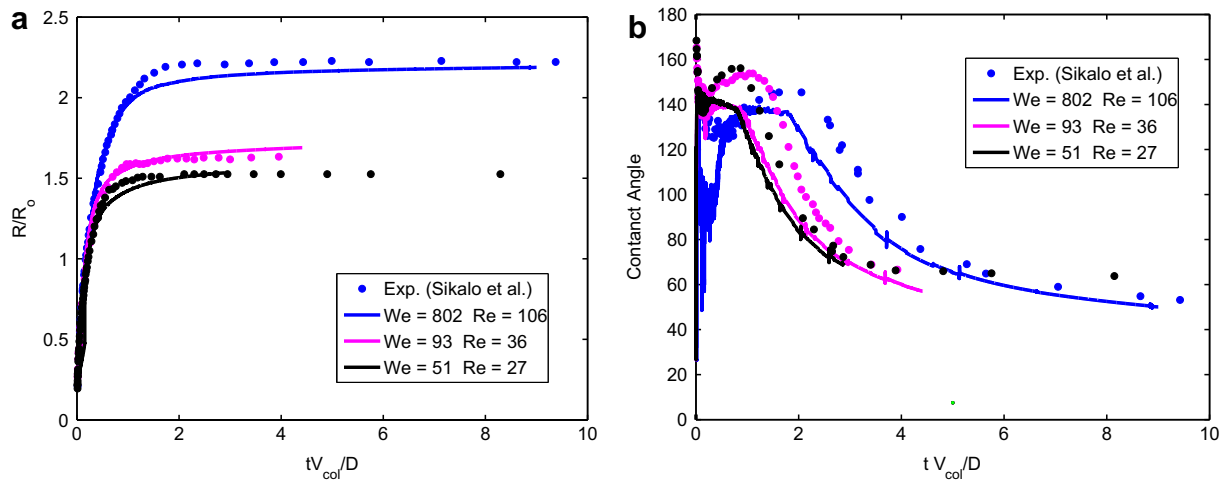 a
2.5
2
1.5
1
0.5
0
0
2
4
6
8
10
R/R_o
tV_col/D
Exp. (Sikalo et al.)
We = 802 Re = 106
We = 93 Re = 36
We = 51 Re = 27
b
180
160
140
120
100
80
60
40
20
0
0
2
4
6
8
10
Contanct Angle
t V_col/D
Exp. (Sikalo et al.)
We = 802 Re = 106
We = 93 Re = 36
We = 51 Re = 27